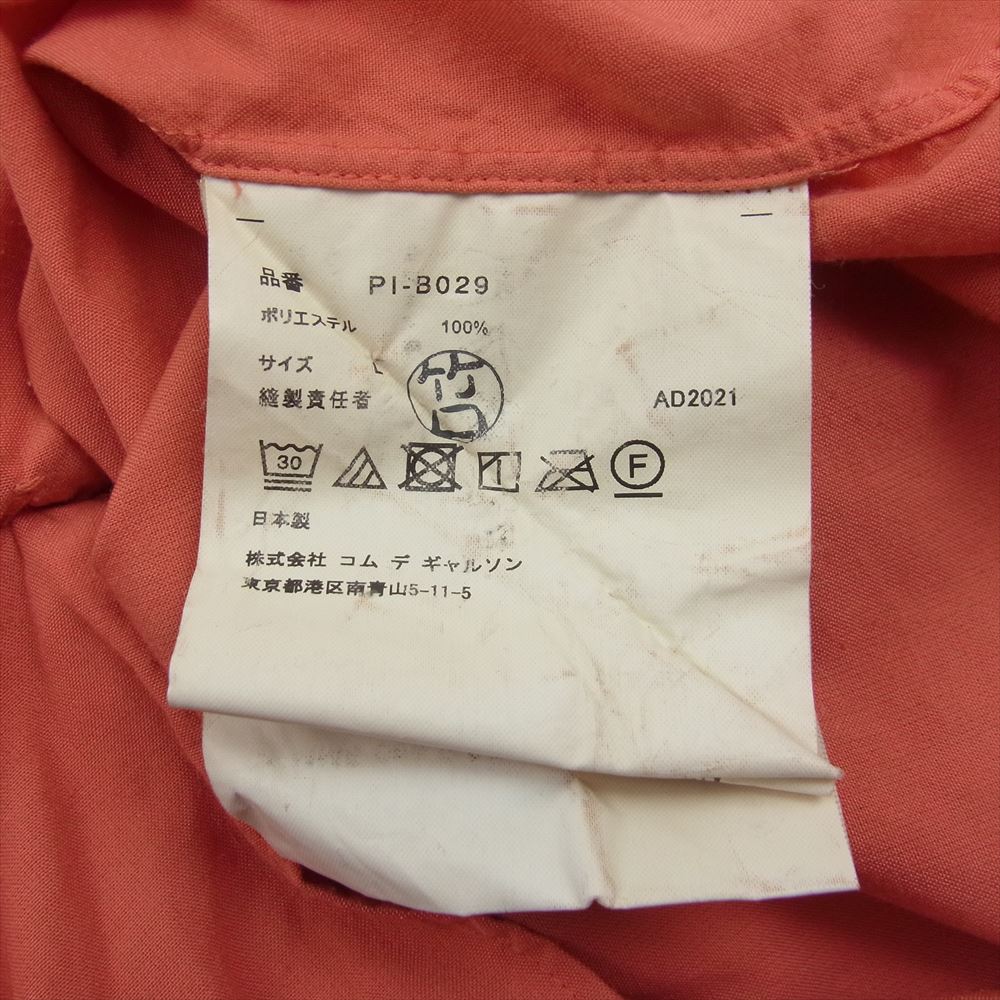 品番 PI-B029
ポリエステル 100%
サイズ L
縫製責任者 竹口 AD2021
30 F
日本製
株式会社 コム デ ギャルソン
東京都港区南青山5-11-5